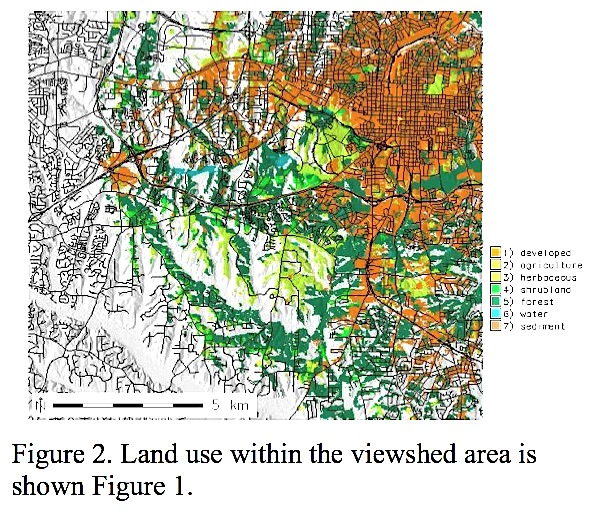 1) developed
2) agriculture
3) herbaceous
4) shrubland
5) forest
6) water
7) sediment
5 km
Figure 2. Land use within the viewshed area is
shown Figure 1.